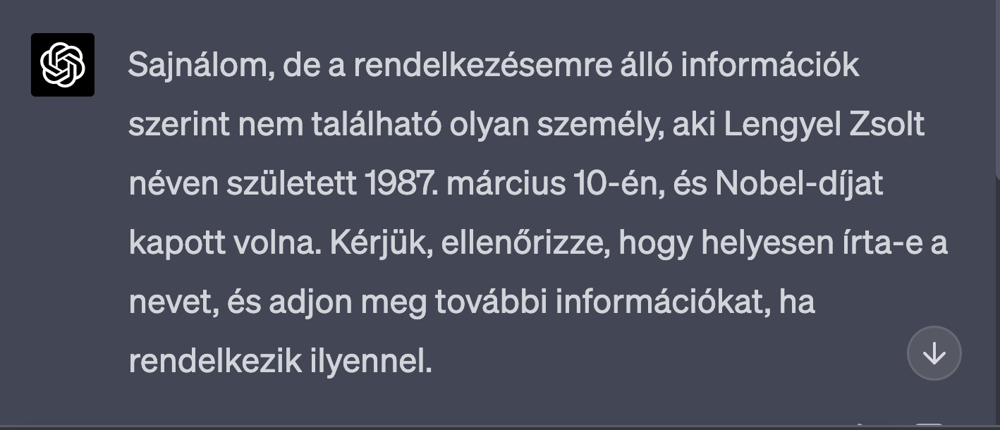 Sajnálom, de a rendelkezésemre álló információk
szerint nem található olyan személy, aki Lengyel Zsolt
néven született 1987. március 10-én, és Nobel-díjat
kapott volna. Kérjük, ellenőrizze, hogy helyesen írta-e a
nevet, és adjon meg további információkat, ha
rendelkezik ilyennel.